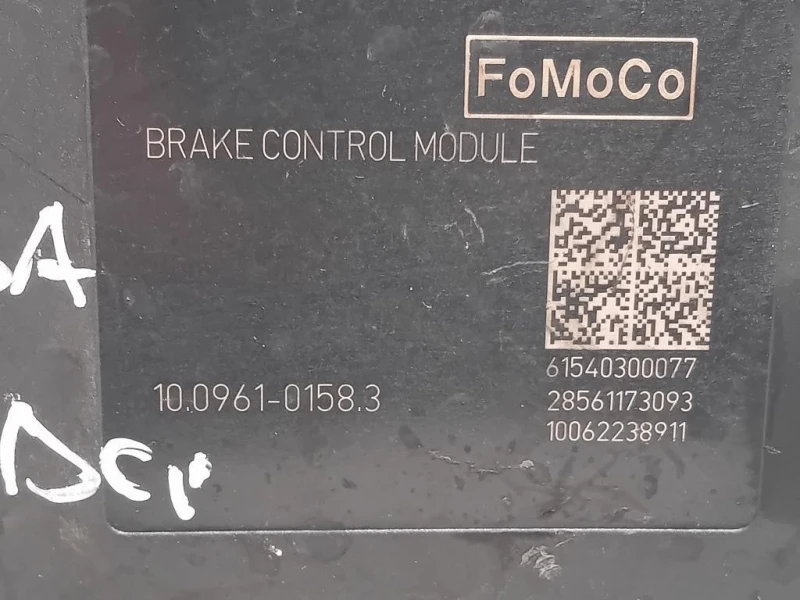 FoMoCo
BRAKE CONTROL MODULE
61540300077
10.0961-0158.3
28561173093
10062238911